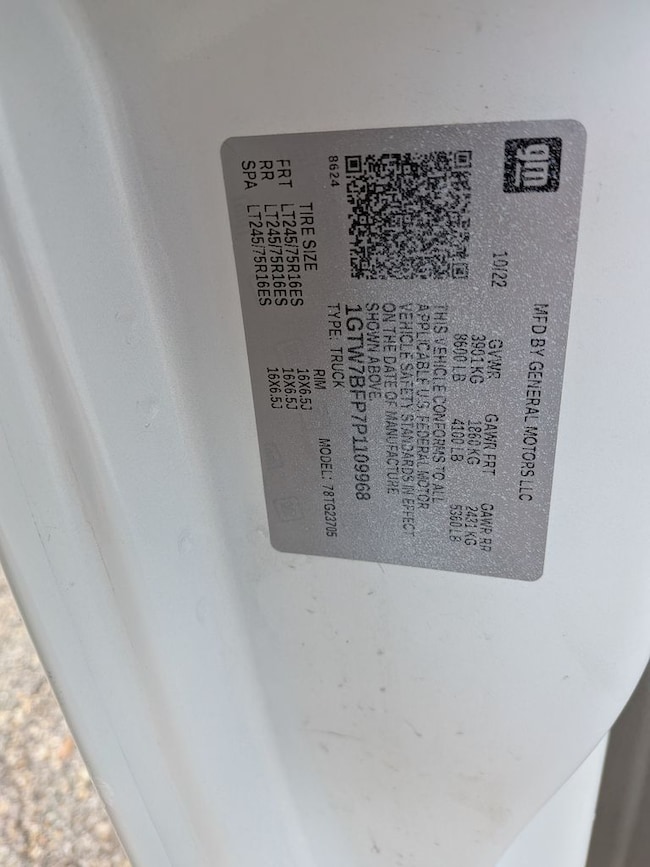 gm
MFD BY GENERAL MOTORS LLC
10/22
GVWR GAWR FRT GAWR RR
3901 KG 1860 KG 2431 KG
8600 LB 4100 LB 5360 LB
THIS VEHICLE CONFORMS TO ALL
APPLICABLE U.S. FEDERAL MOTOR
VEHICLE SAFETY STANDARDS IN EFFECT
ON THE DATE OF MANUFACTURE
SHOWN ABOVE.
1GTW7BFP7P1109968
8624 TYPE: TRUCK MODEL: 78TG23705
TIRE SIZE RIM
FRT LT245/75R16ES 16X6.5J
RR LT245/75R16ES 16X6.5J
SPA LT245/75R16ES 16X6.5J